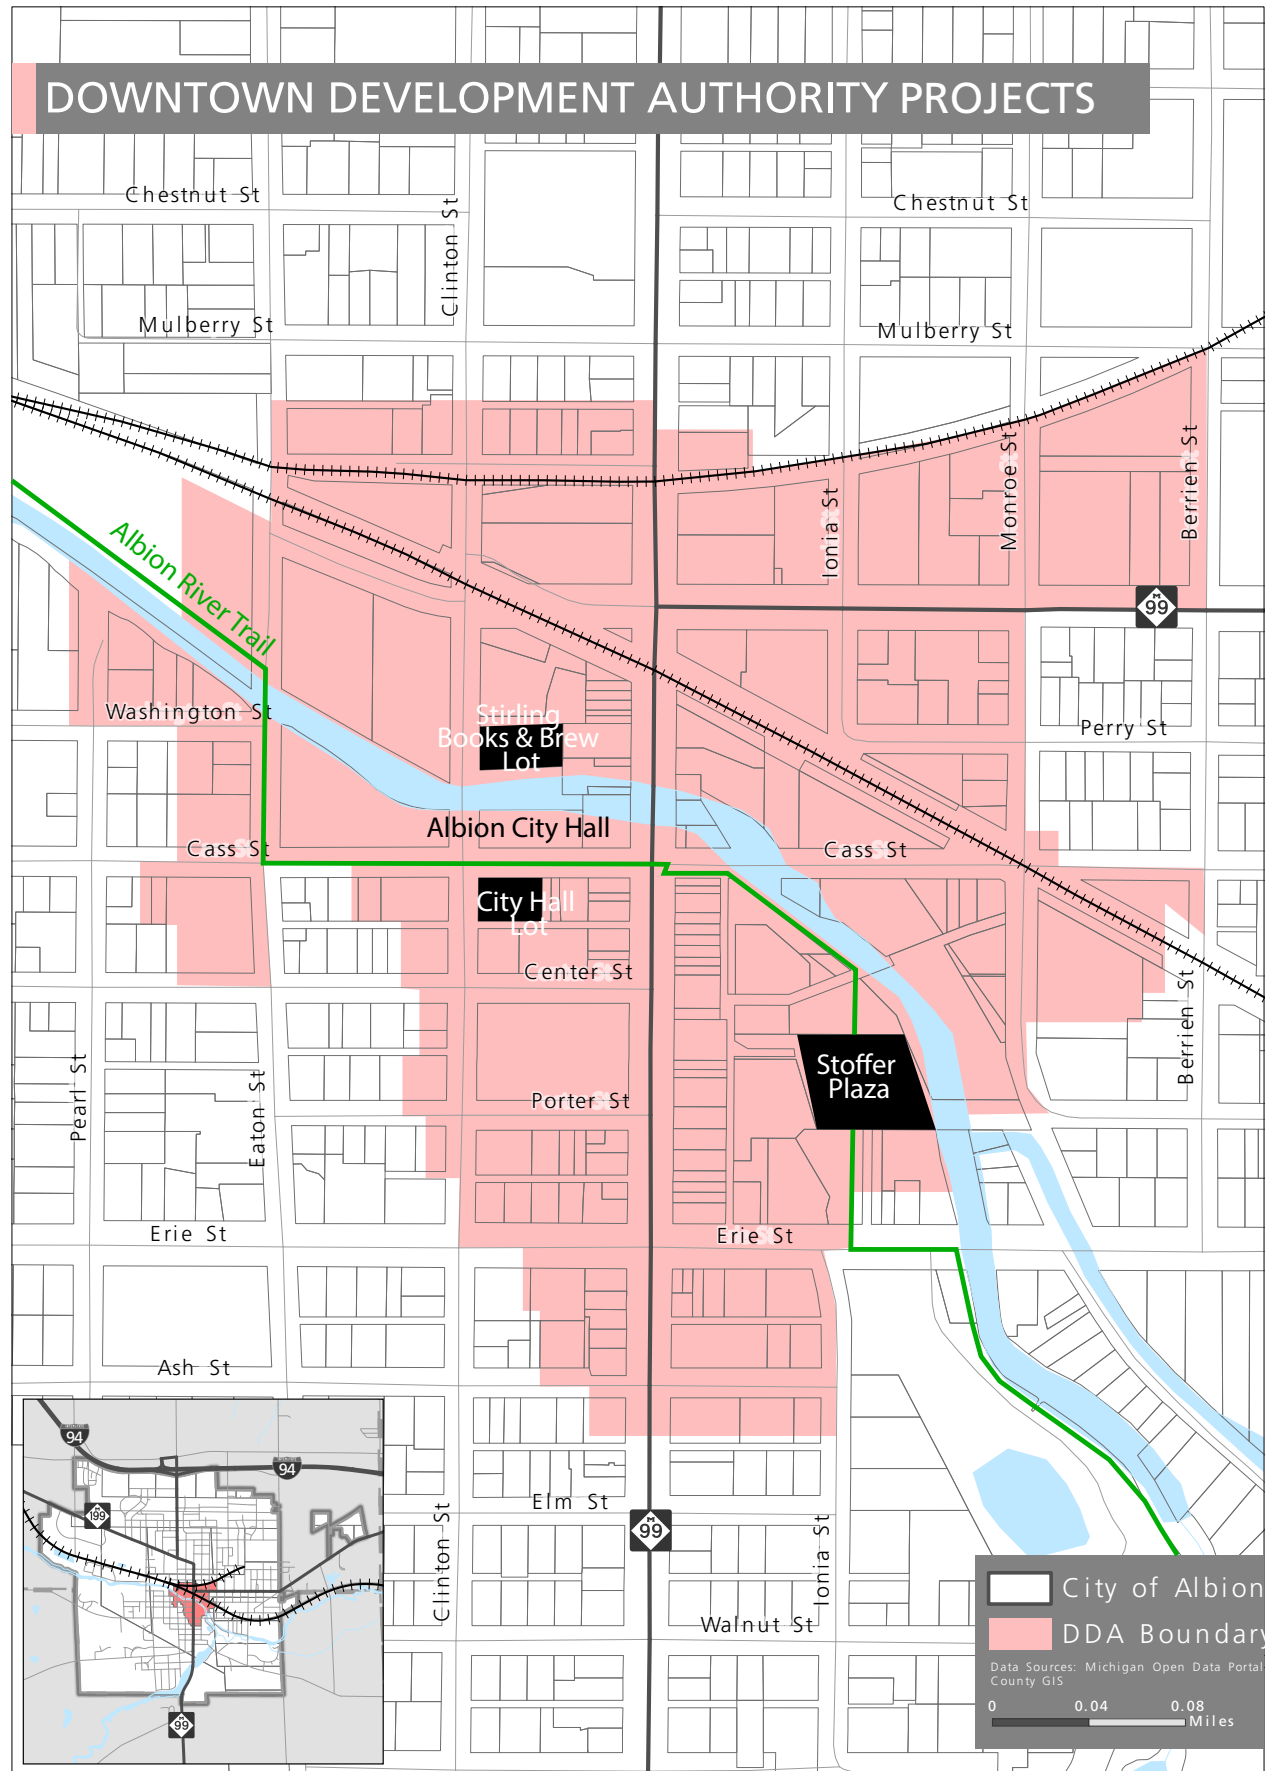 DOWNTOWN DEVELOPMENT AUTHORITY PROJECTS
Chestnut St
Chestnut St
Clinton St
Mulberry St
Mulberry St
Monroe St
Berrien St
Ionia St
Albion River Trail
M
99
Washington St
Stirling
Books & Brew
Lot
Perry St
Albion City Hall
Cass St
Cass St
City Hall
Lot
Center St
Berrien St
Pearl St
Eaton St
Stoffer
Plaza
Porter St
Erie St
Erie St
Ash St
94
94
M
199
M
99
Elm St
M
99
Clinton St
Ionia St
Walnut St
City of Albion
DDA Boundary
Data Sources: Michigan Open Data Portal
County GIS
0 0.04 0.08
Miles